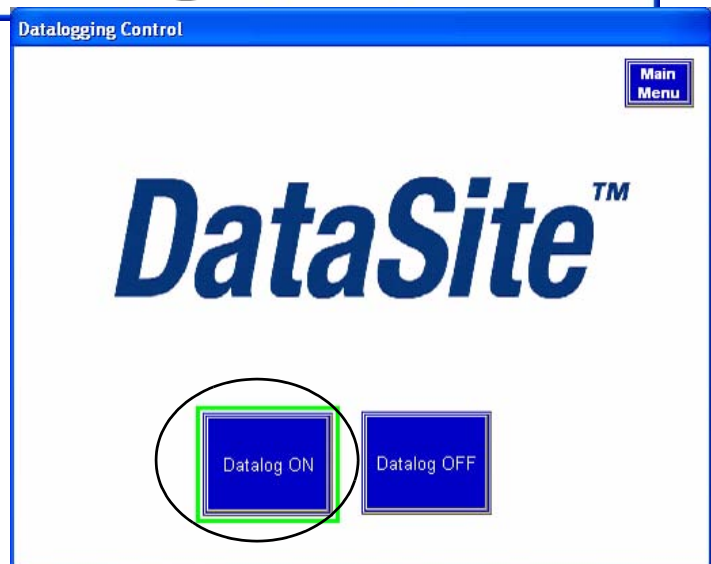 Datalogging Control
Main
Menu
DataSite™
Datalog ON
Datalog OFF